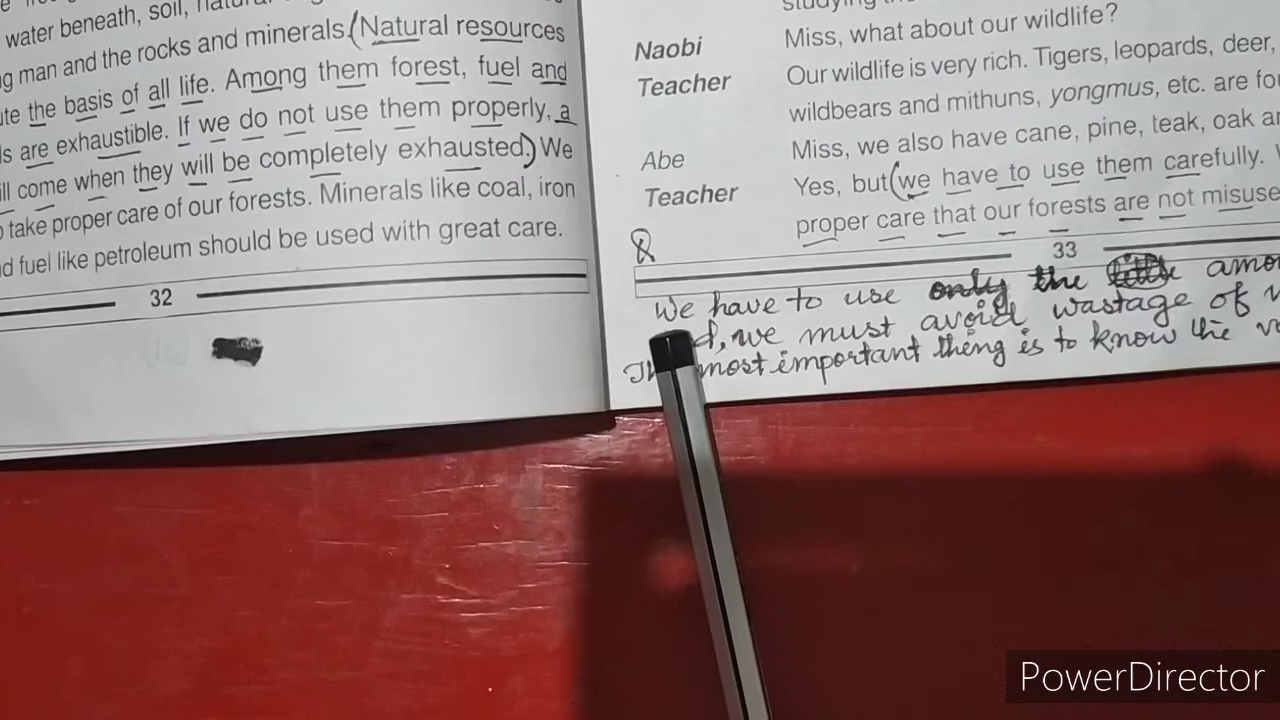 water beneath, soil,
man and the rocks and minerals. (Natural resources
the basis of all life. Among them forest, fuel and
are exhaustible. If we do not use them properly, a
come when they will be completely exhausted.) We
take proper care of our forests. Minerals like coal, iron
fuel like petroleum should be used with great care.
32
Naobi Miss, what about our wildlife?
Teacher Our wildlife is very rich. Tigers, leopards, deer,
wildbears and mithuns, yongmus, etc. are
Abe Miss, we also have cane, pine, teak, oak
Teacher Yes, but (we have to use them carefully.
proper care that our forests are not
33
&
We have to use only the
we must avoid wastage of
most important thing is to know the
PowerDirector